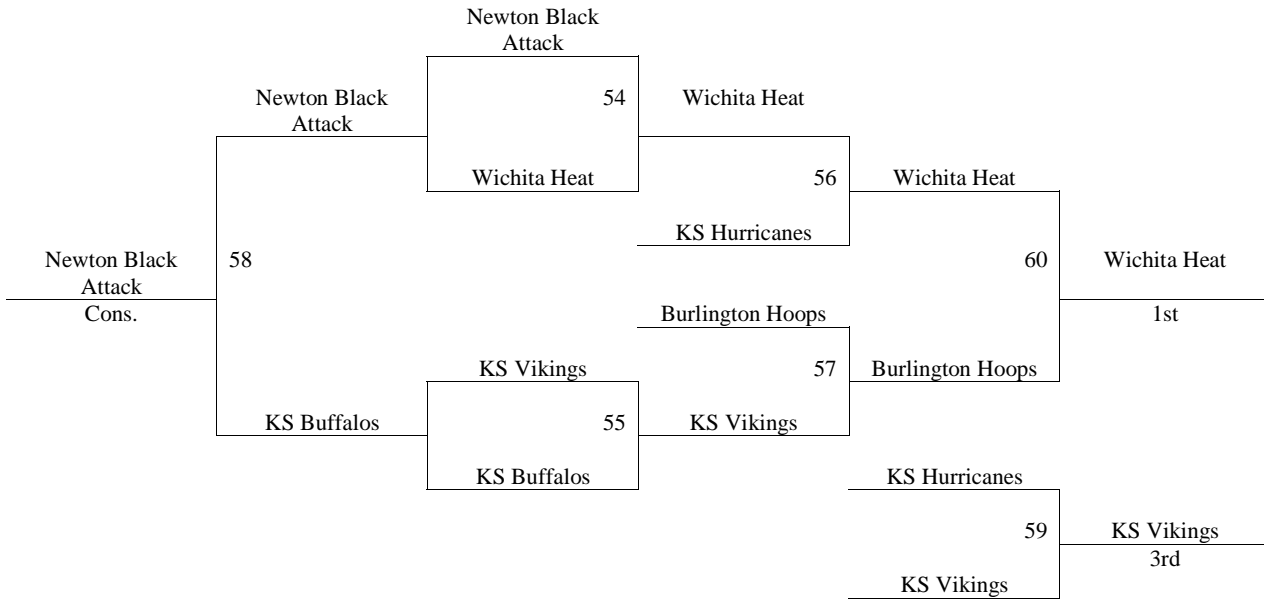 Newton Black
Attack
Newton Black
Attack
54
Wichita Heat
Wichita Heat
56
Wichita Heat
KS Hurricanes
Newton Black
Attack
Cons.
58
60
Wichita Heat
1st
Burlington Hoops
KS Vikings
57
Burlington Hoops
KS Buffalos
55
KS Vikings
KS Buffalos
KS Hurricanes
59
KS Vikings
3rd
KS Vikings